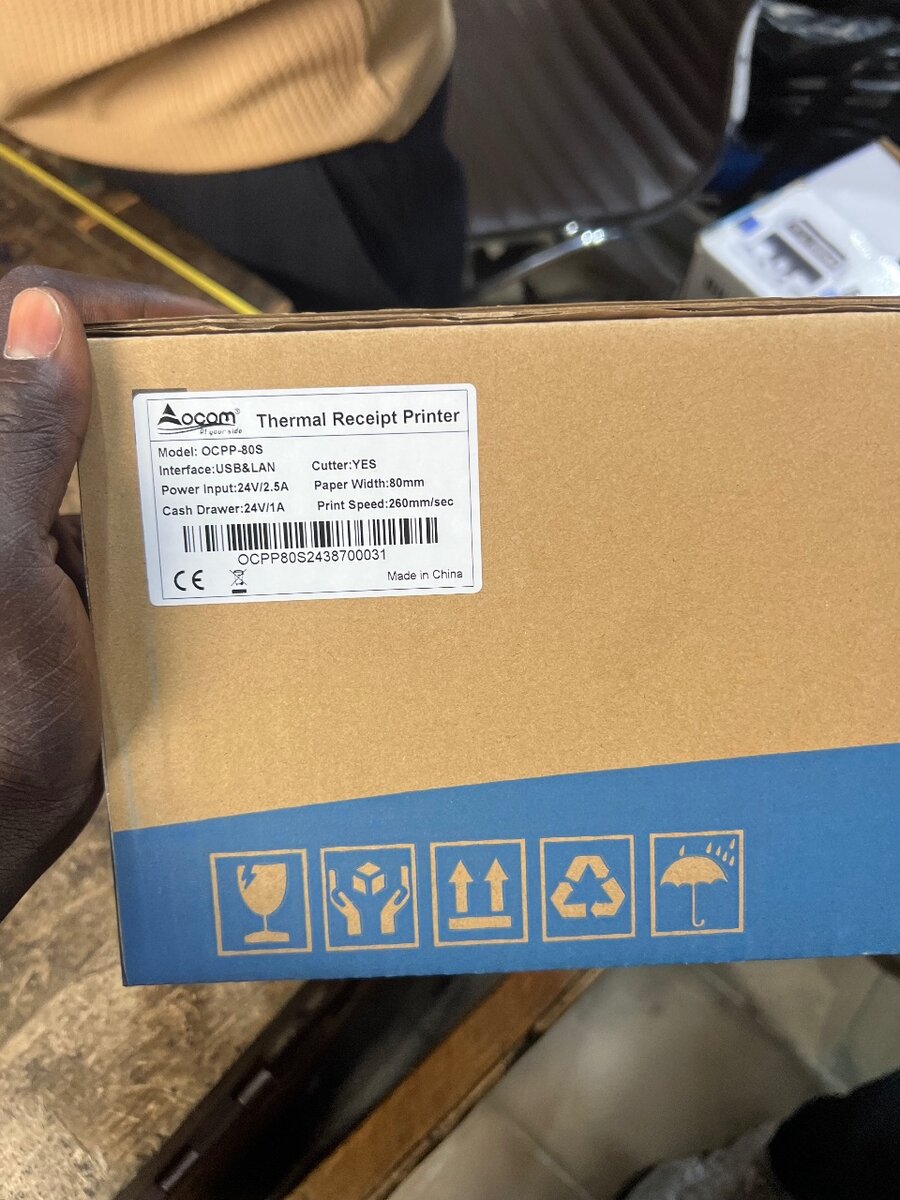 Aocom®
At your side
Thermal Receipt Printer
Model: OCPP-80S
Interface:USB&LAN Cutter:YES
Power Input:24V/2.5A Paper Width:80mm
Cash Drawer:24V/1A Print Speed:260mm/sec
OCPP80S2438700031
CE
Made in China